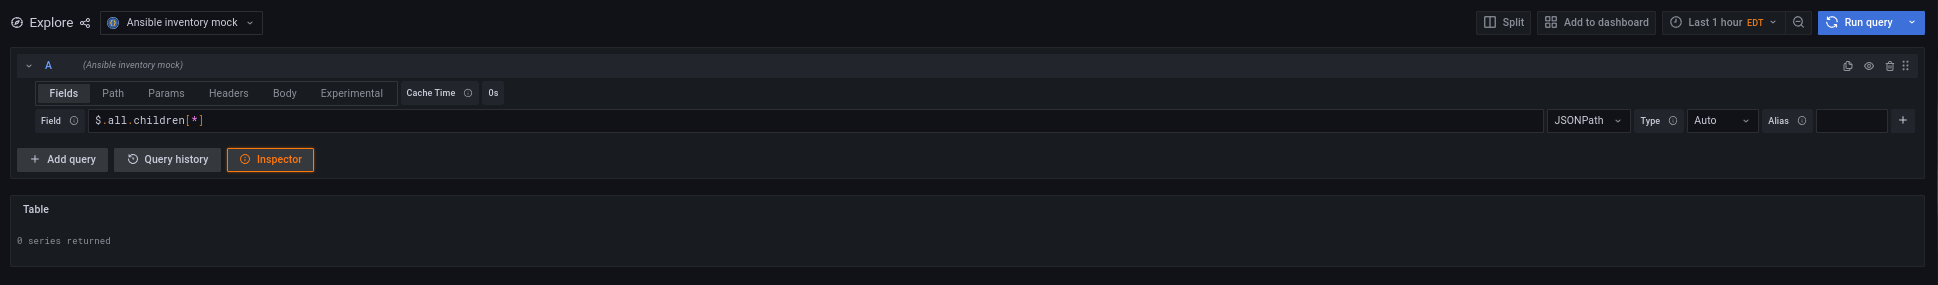 Explore Ansible inventory mock Split Add to dashboard Last 1 hour EDT Run query
A (Ansible inventory mock)
Fields Path Params Headers Body Experimental Cache Time 0s
Field $.all.children[*] JSONPath Type Auto Alias +
+ Add query Query history Inspector
Table
0 series returned